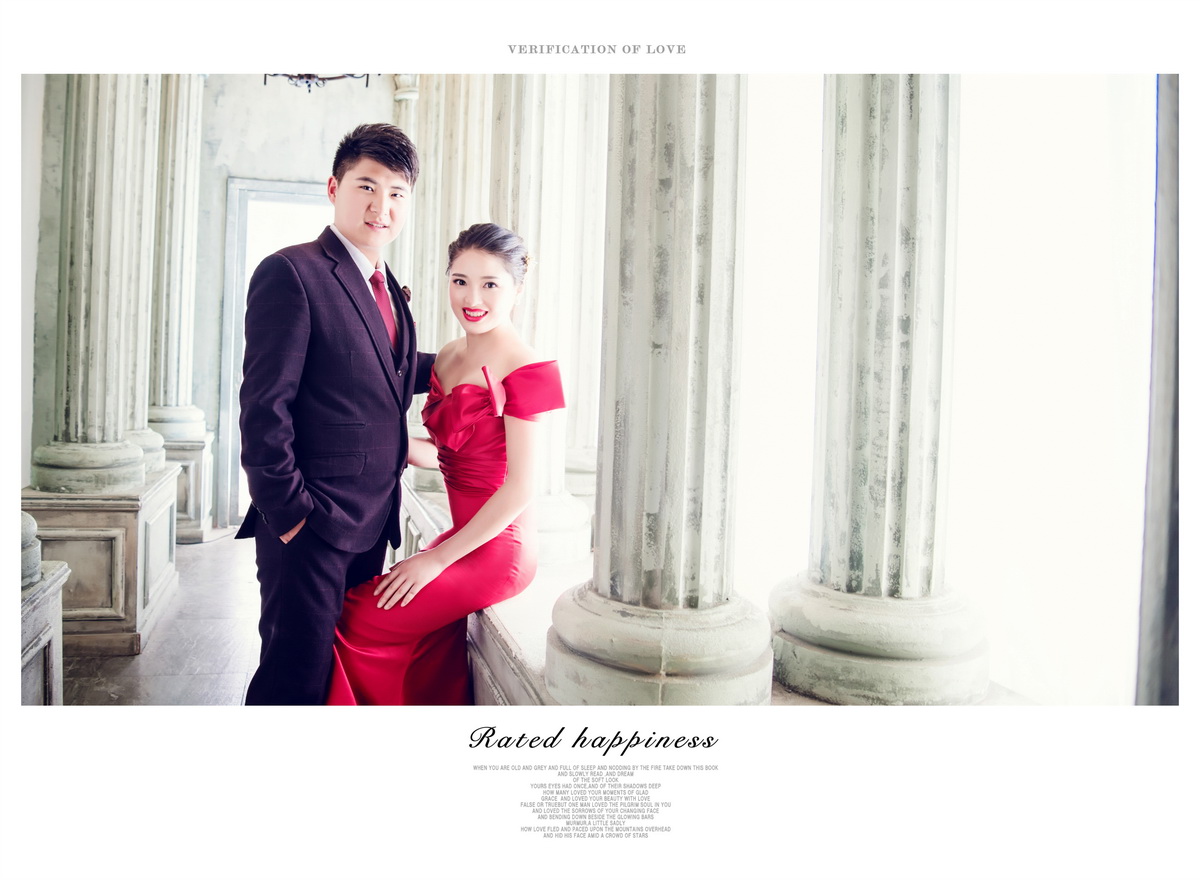 VERIFICATION OF LOVE
Rated happiness
WHEN YOU ARE OLD AND GREY AND FULL OF SLEEP AND NODDING BY THE FIRE TAKE DOWN THIS BOOK
AND SLOWLY READ ,AND DREAM
OF THE SOFT LOOK
YOURS EYES HAD ONCE,AND OF THEIR SHADOWS DEEP
HOW MANY LOVED YOUR MOMENTS OF GLAD
GRACE AND LOVED YOUR BEAUTY WITH LOVE
FALSE OR TRUEBUT ONE MAN LOVED THE PILGRIM SOUL IN YOU
AND LOVED THE SORROWS OF YOUR CHANGING FACE
AND BENDING DOWN BESIDE THE GLOWING BARS
MURMUR,A LITTLE SADLY
HOW LOVE FLED AND PACED UPON THE MOUNTAINS OVERHEAD
AND HID HIS FACE AMID A CROWD OF STARS